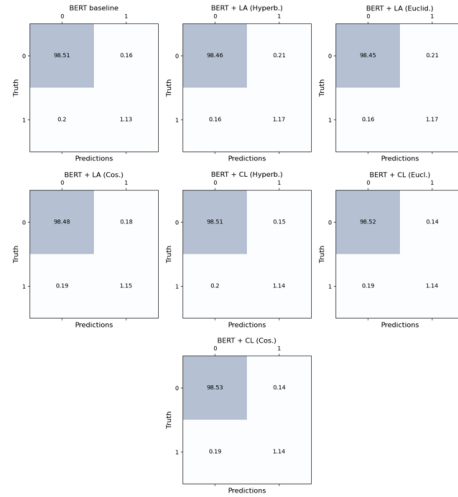 BERT baseline
0 1
0 98.51 0.16
1 0.2 1.13
Truth
Predictions
BERT + LA (Hyperb.)
0 1
0 98.46 0.21
1 0.16 1.17
Truth
Predictions
BERT + LA (Euclid.)
0 1
0 98.45 0.21
1 0.16 1.17
Truth
Predictions
BERT + LA (Cos.)
0 1
0 98.48 0.18
1 0.19 1.15
Truth
Predictions
BERT + CL (Hyperb.)
0 1
0 98.51 0.15
1 0.2 1.14
Truth
Predictions
BERT + CL (Eucl.)
0 1
0 98.52 0.14
1 0.19 1.14
Truth
Predictions
BERT + CL (Cos.)
0 1
0 98.53 0.14
1 0.19 1.14
Truth
Predictions